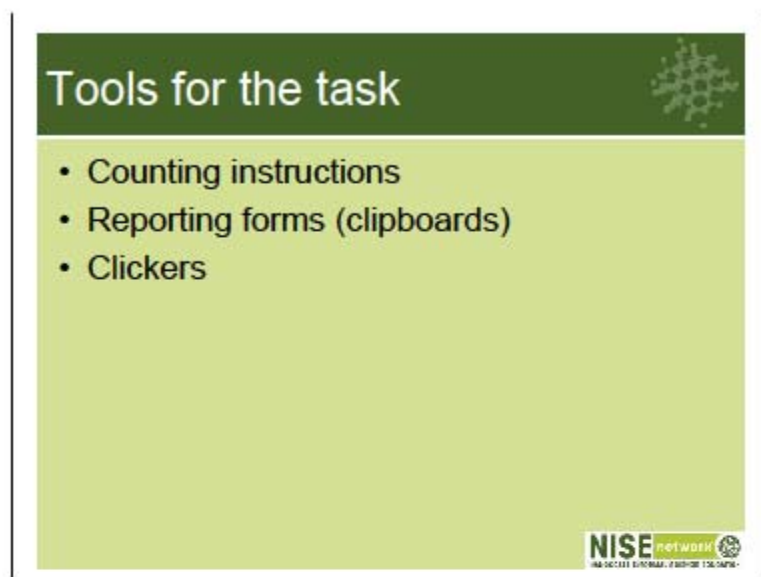 Tools for the task
• Counting instructions
• Reporting forms (clipboards)
• Clickers
NISE network